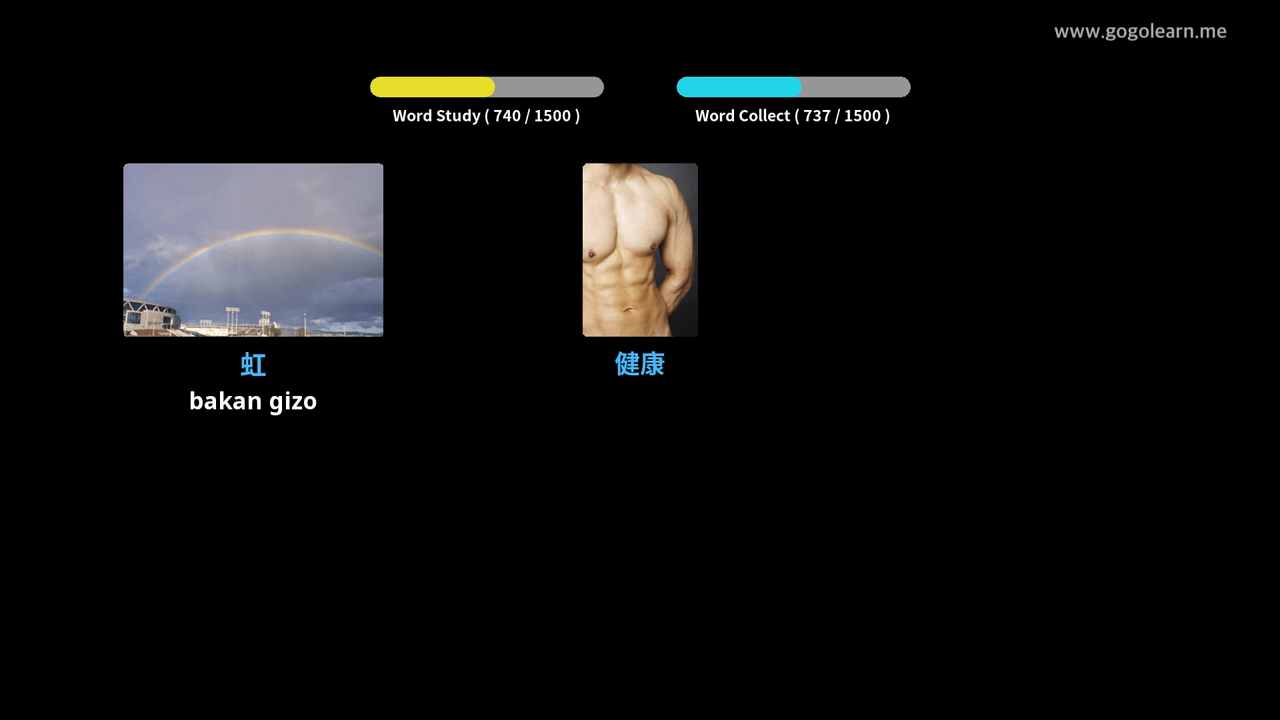 www.gogolearn.me
Word Study ( 740 / 1500 )
Word Collect ( 737 / 1500 )
虹
bakan gizo
健康